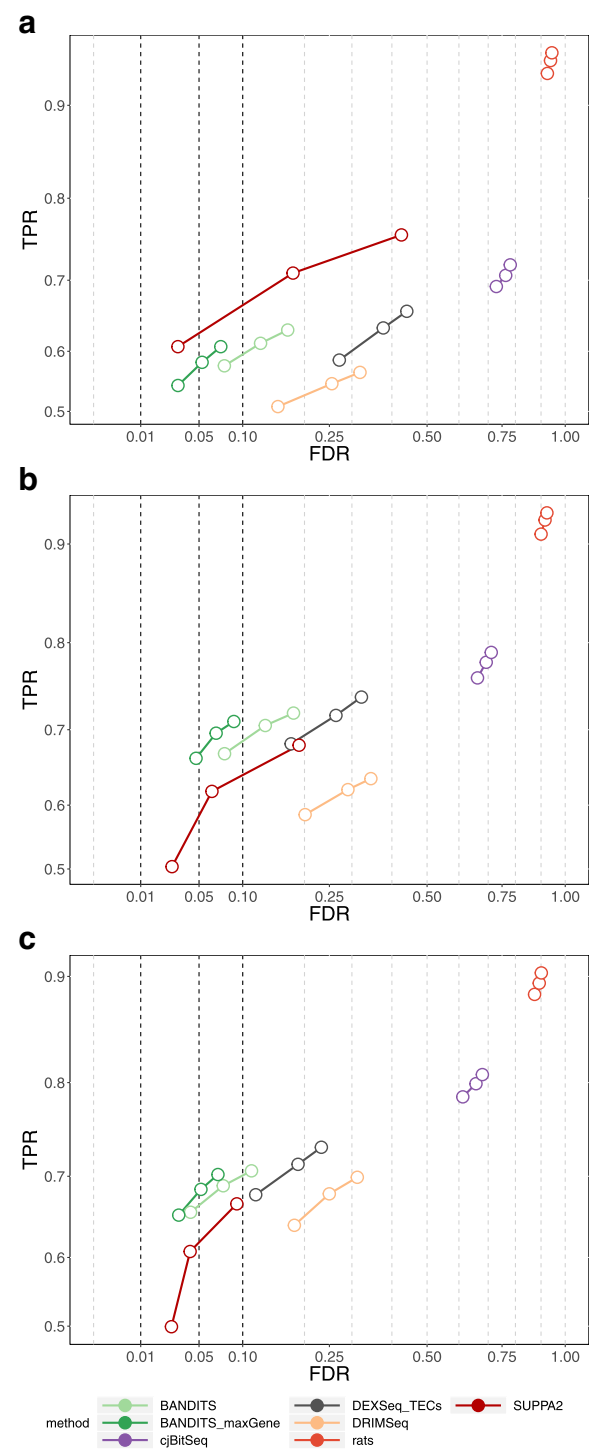 a
TPR
0.9
0.8
0.7
0.6
0.5
0.01 0.05 0.10 0.25 0.50 0.75 1.00
FDR
b
TPR
0.9
0.8
0.7
0.6
0.5
0.01 0.05 0.10 0.25 0.50 0.75 1.00
FDR
c
TPR
0.9
0.8
0.7
0.6
0.5
0.01 0.05 0.10 0.25 0.50 0.75 1.00
FDR
method
BANDITS DEXSeq_TECs SUPPA2
BANDITS_maxGene DRIMSeq
cjBitSeq rats